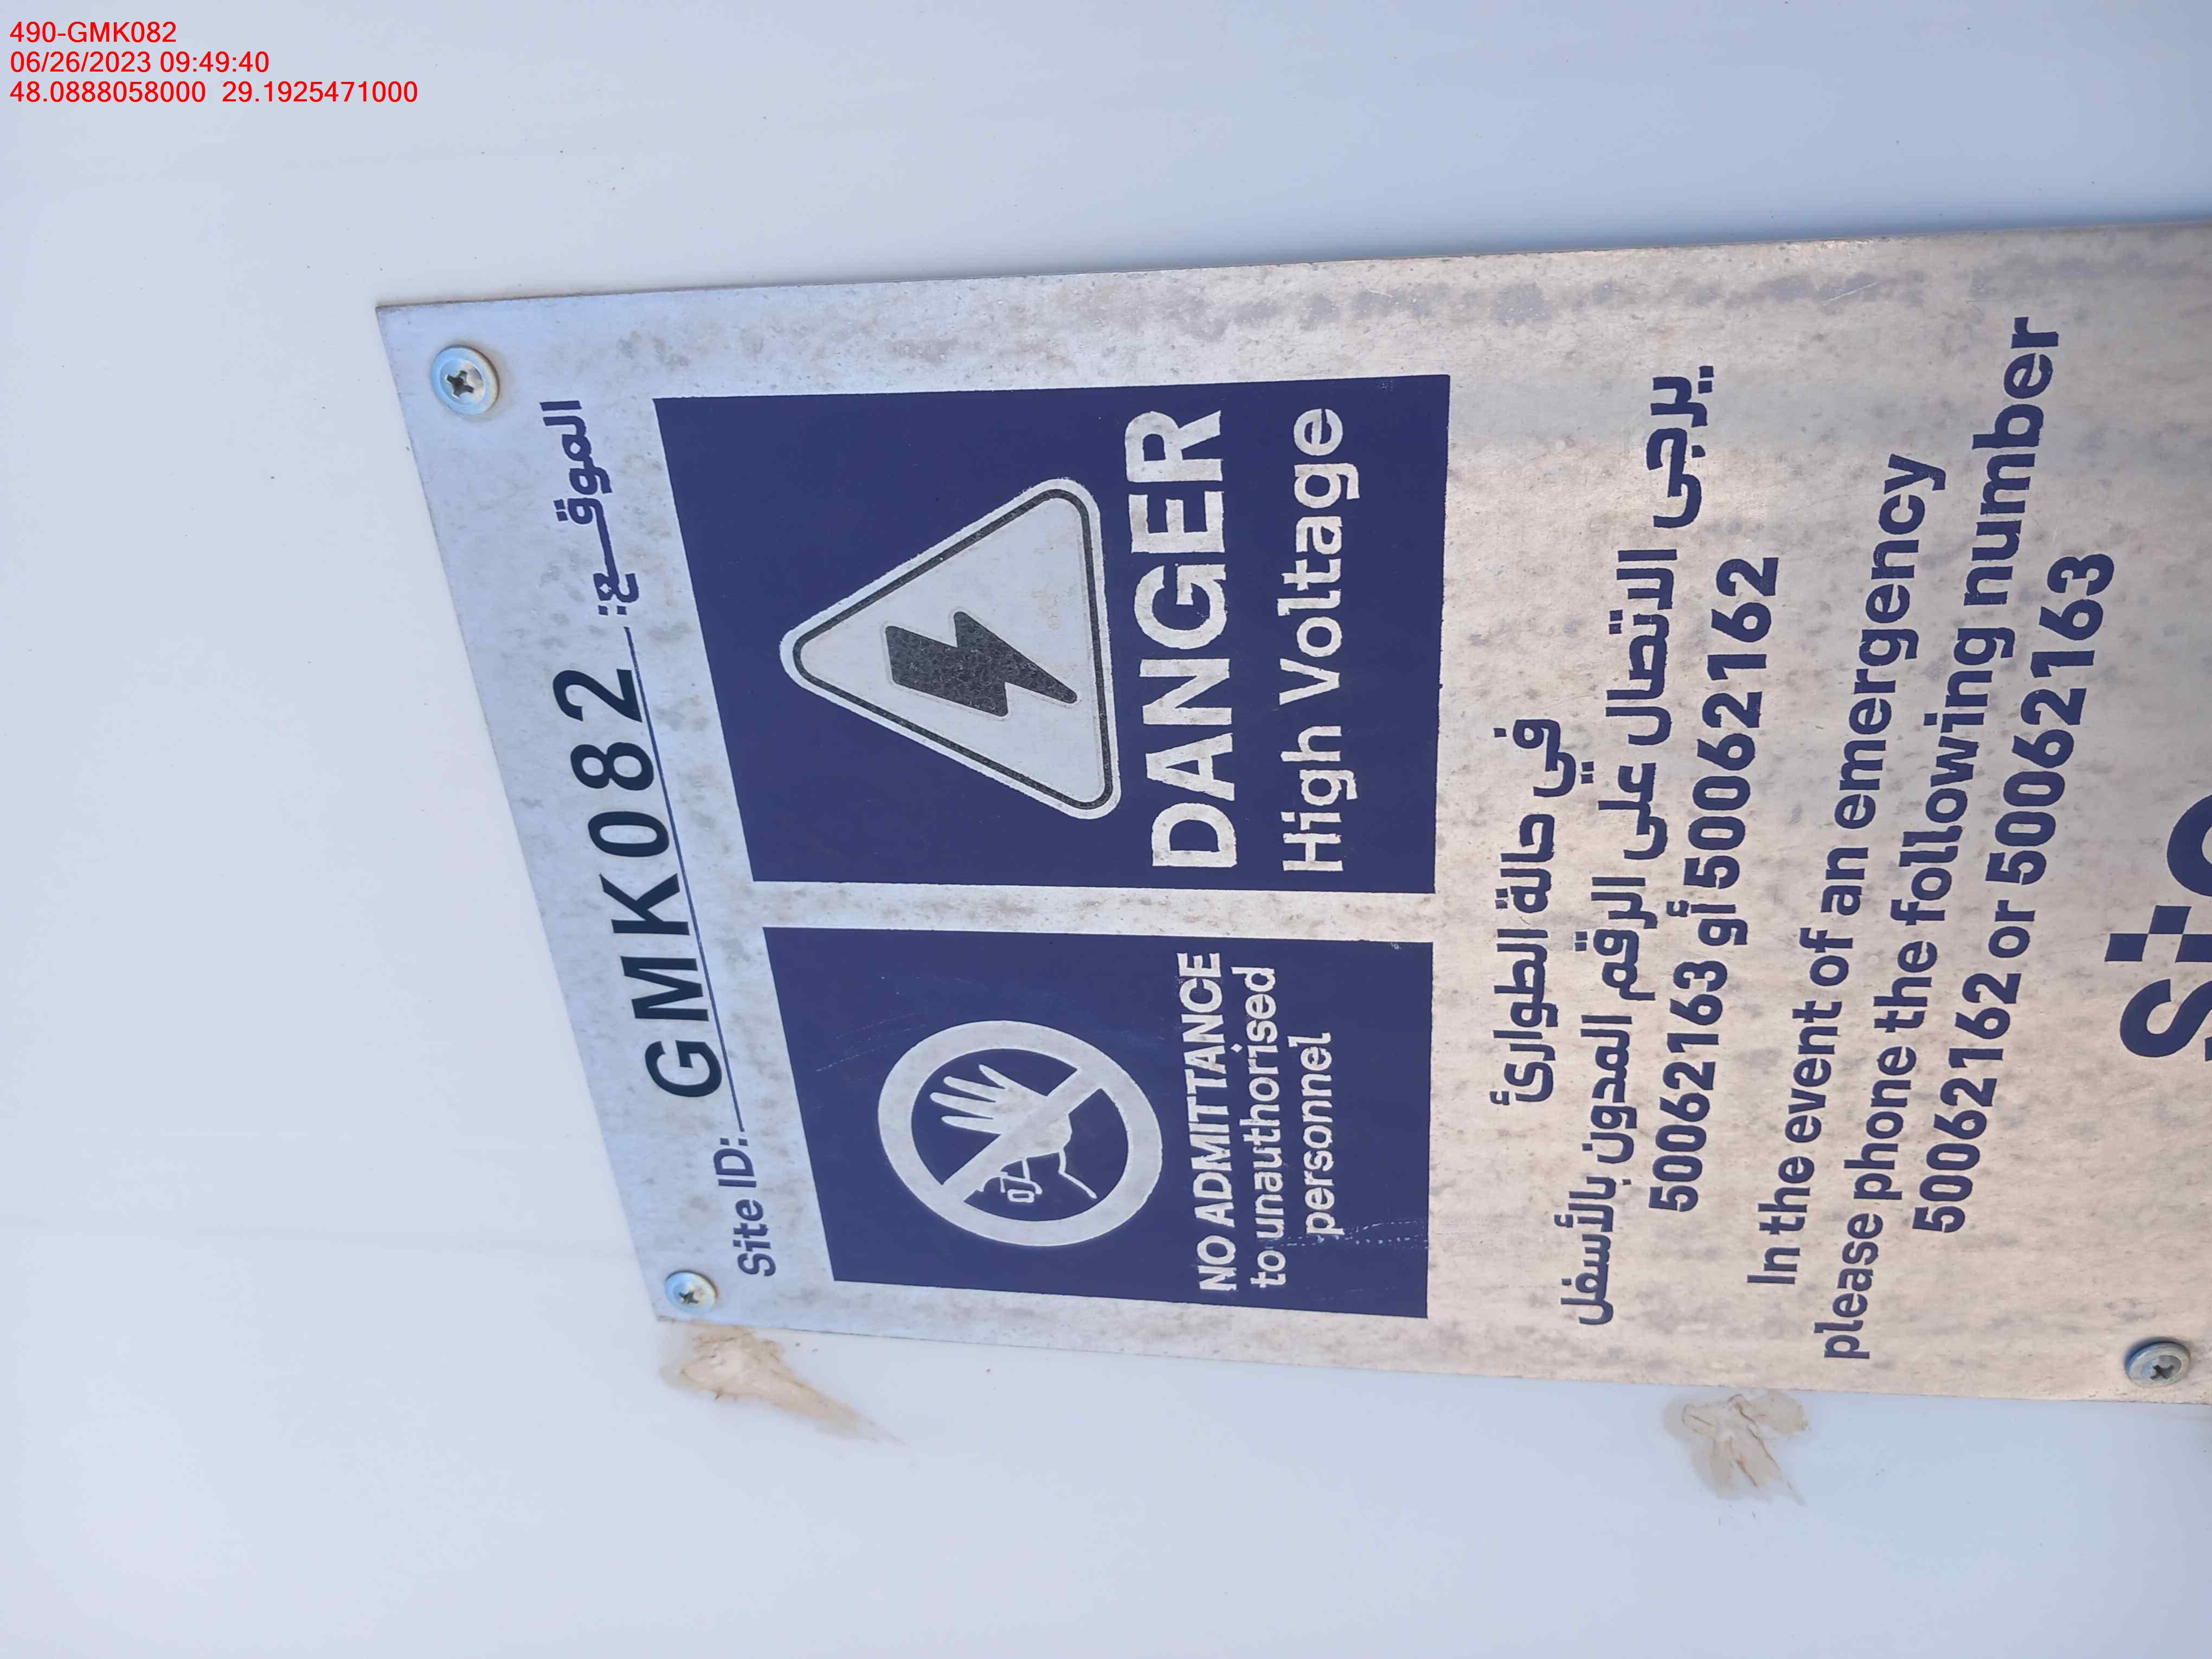 490-GMK082
06/26/2023 09:49:40
48.0888058000 29.1925471000
Site ID: GMK082 الموقـــع:
NO ADMITTANCE
to unauthorised
personnel
DANGER
High Voltage
في حالة الطوارئ
يرجى الاتصال على الرقم المدون بالأسفل
50062163 أو 50062162
In the event of an emergency
please phone the following number
50062162 or 50062163